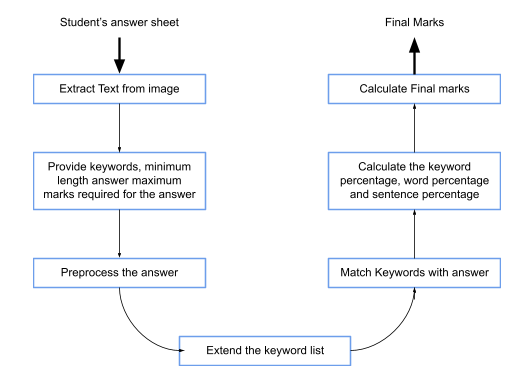 Student's answer sheet
Extract Text from image
Provide keywords, minimum
length answer maximum
marks required for the answer
Preprocess the answer
Extend the keyword list
Match Keywords with answer
Calculate the keyword
percentage, word percentage
and sentence percentage
Calculate Final marks
Final Marks